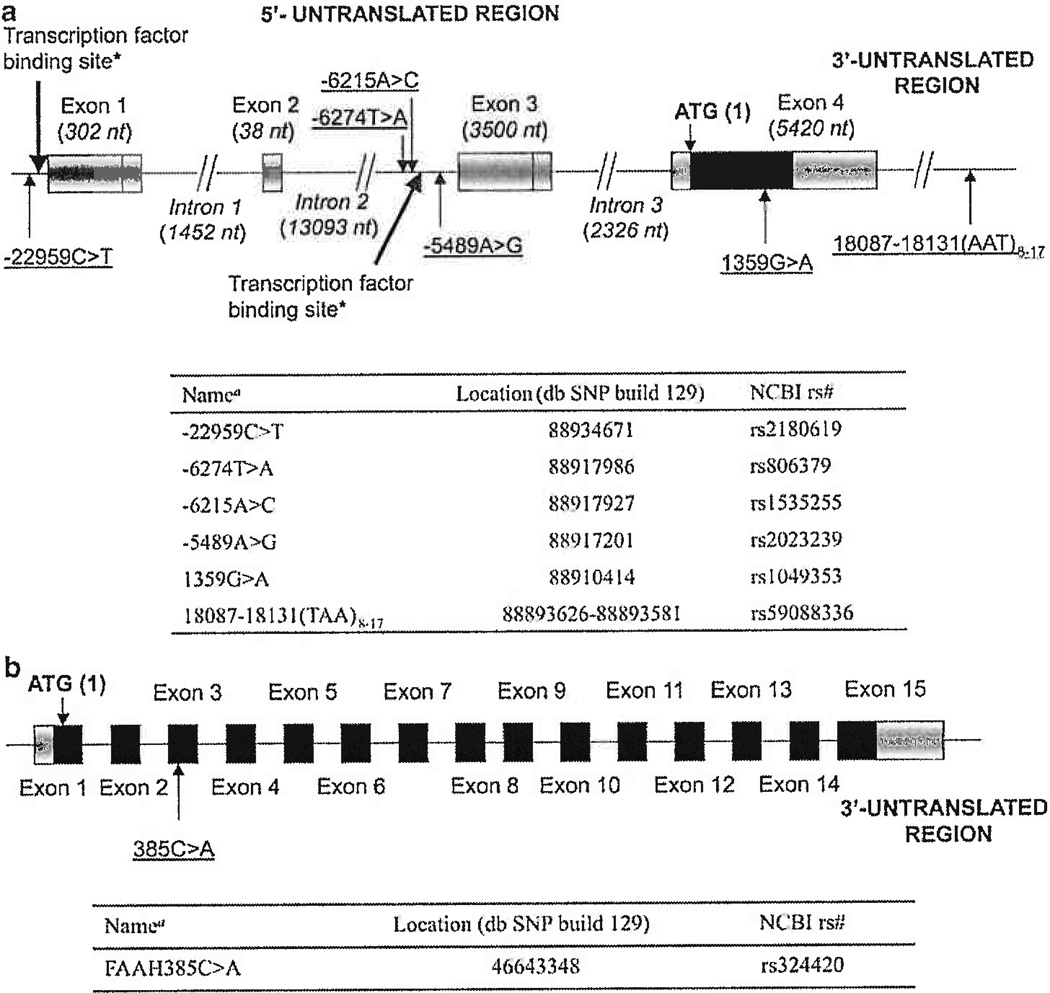 a
5'- UNTRANSLATED REGION
Transcription factor
binding site*
3'-UNTRANSLATED
REGION
-6215A>C
-6274T>A
Exon 1
(302 nt)
Exon 2
(38 nt)
Exon 3
(3500 nt)
ATG (1)
Exon 4
(5420 nt)
Intron 1
(1452 nt)
Intron 2
(13093 nt)
Intron 3
(2326 nt)
-22959C>T
-5489A>G
1359G>A
18087-18131(AAT)8-17
Transcription factor
binding site*
Nameᵃ Location (db SNP build 129) NCBI rs#
-22959C>T 88934671 rs2180619
-6274T>A 88917986 rs806379
-6215A>C 88917927 rs1535255
-5489A>G 88917201 rs2023239
1359G>A 88910414 rs1049353
18087-18131(TAA)8-17 88893626-88893581 rs59088336
b
ATG (1)
Exon 3 Exon 5 Exon 7 Exon 9 Exon 11 Exon 13 Exon 15
Exon 1 Exon 2 Exon 4 Exon 6 Exon 8 Exon 10 Exon 12 Exon 14
3'-UNTRANSLATED
REGION
385C>A
Nameᵃ Location (db SNP build 129) NCBI rs#
FAAH385C>A 46643348 rs324420